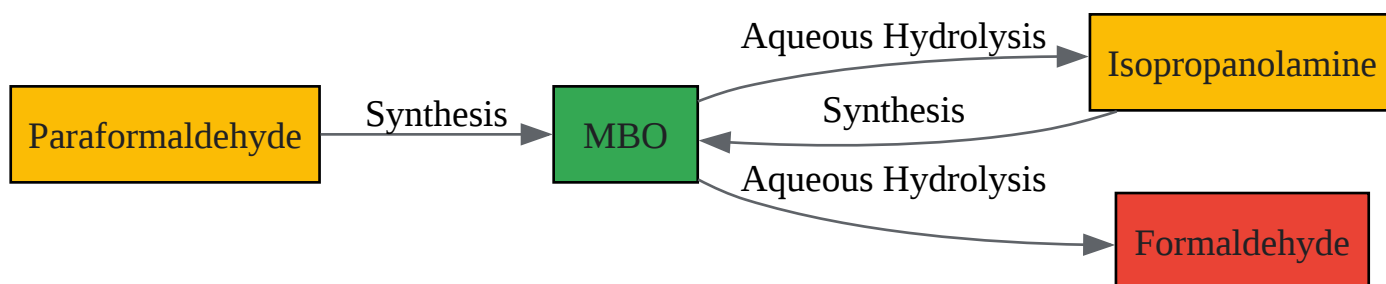 Aqueous Hydrolysis
Isopropanolamine
Synthesis
Synthesis
Paraformaldehyde
MBO
Aqueous Hydrolysis
Formaldehyde